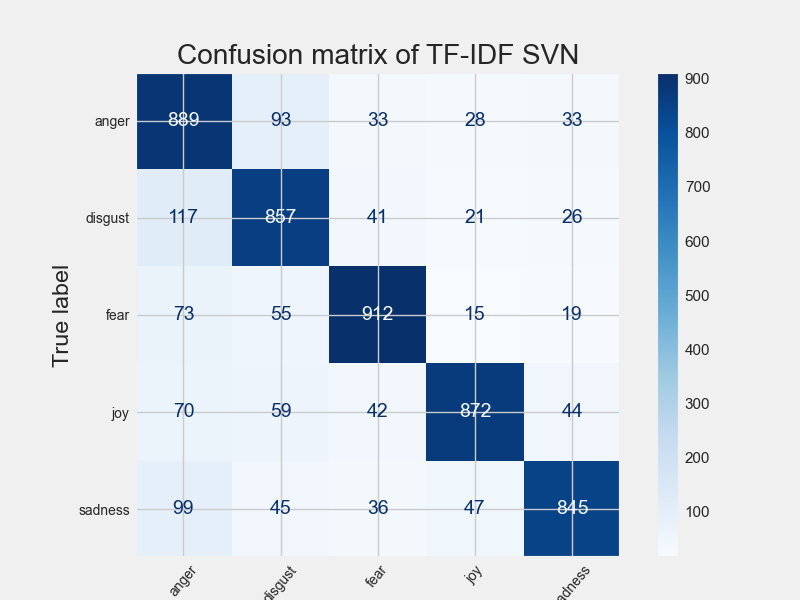 Confusion matrix of TF-IDF SVN
anger 889 93 33 28 33
disgust 117 857 41 21 26
fear 73 55 912 15 19
joy 70 59 42 872 44
sadness 99 45 36 47 845
True label
anger disgust fear joy adness
900
800
700
600
500
400
300
200
100